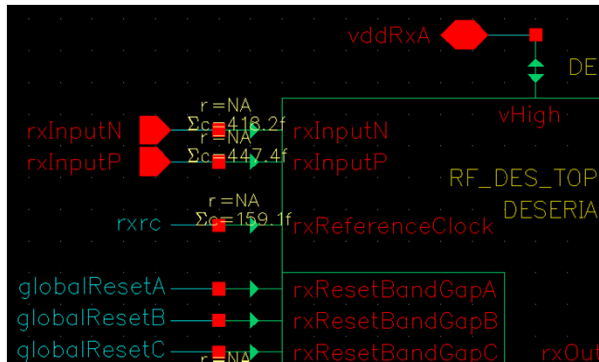 vddRxA
DE
vHigh
r=NA
Σc=418.2f
rxInputN
rxInputN
r=NA
Σc=447.4f
rxInputP
rxInputP
RF_DES_TOP
DESERIA
r=NA
Σc=159.1f
rxrc
rxReferenceClock
globalResetA
rxResetBandGapA
globalResetB
rxResetBandGapB
globalResetC
rxResetBandGapC
rxOut
r=NA